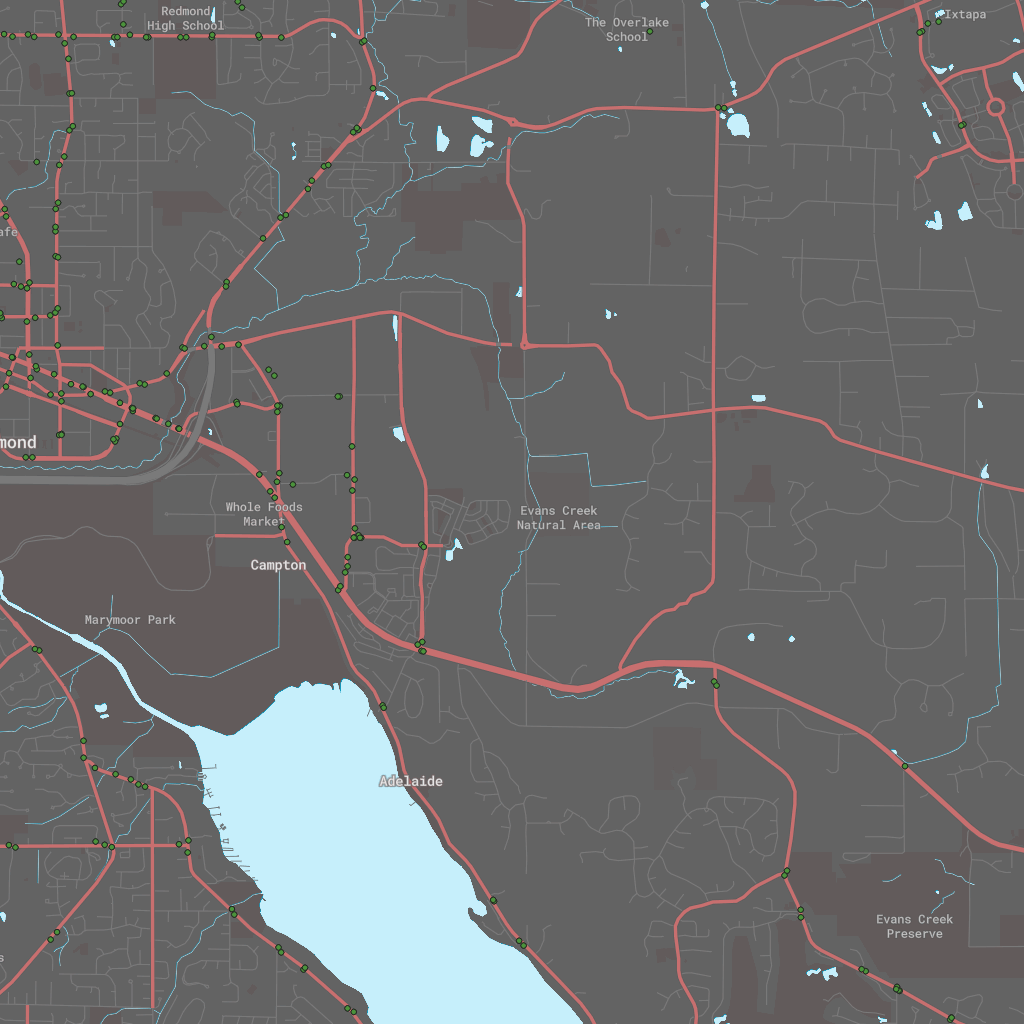 Redmond
High School
The Overlake
School
Ixtapa
afe
mond
Whole Foods
Market
Evans Creek
Natural Area
Campton
Marymoor Park
Adelaide
Evans Creek
Preserve
s